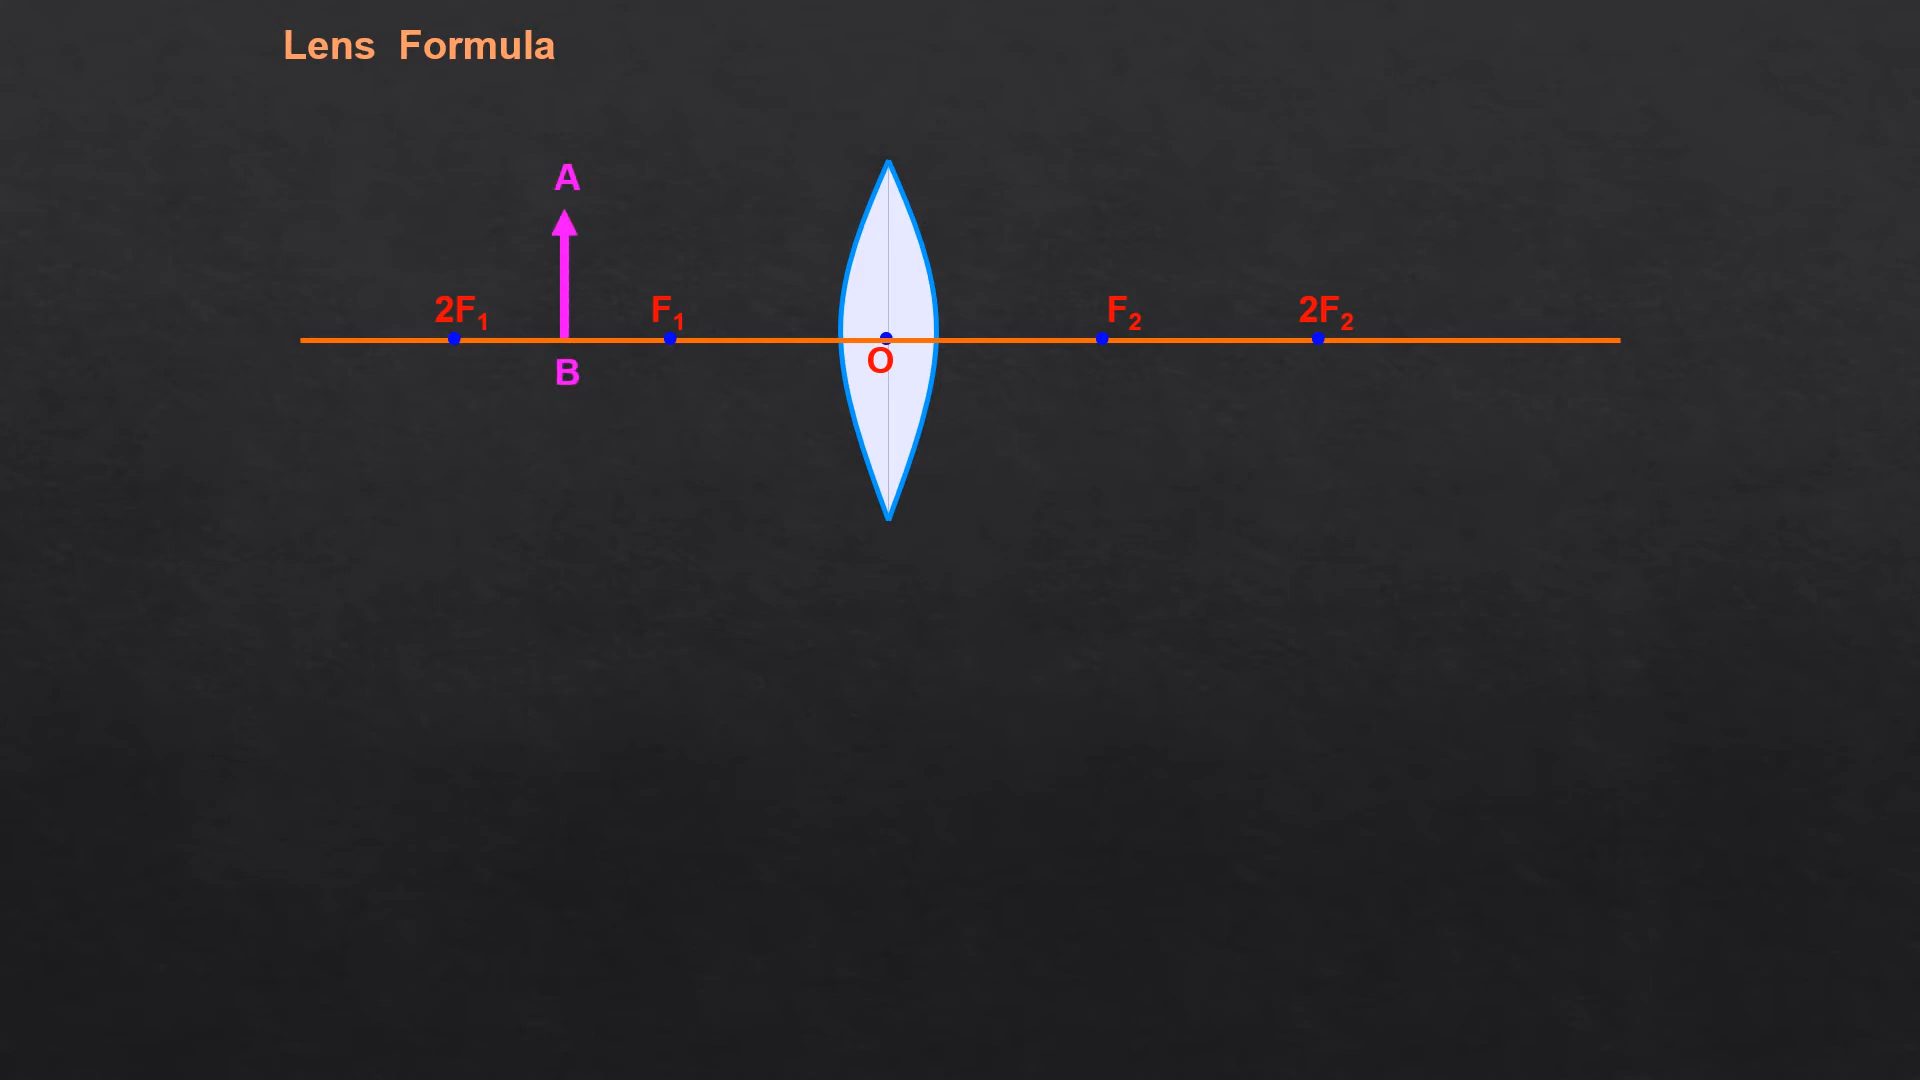 Lens Formula
A
2F₁ F₁ F₂ 2F₂
O
B